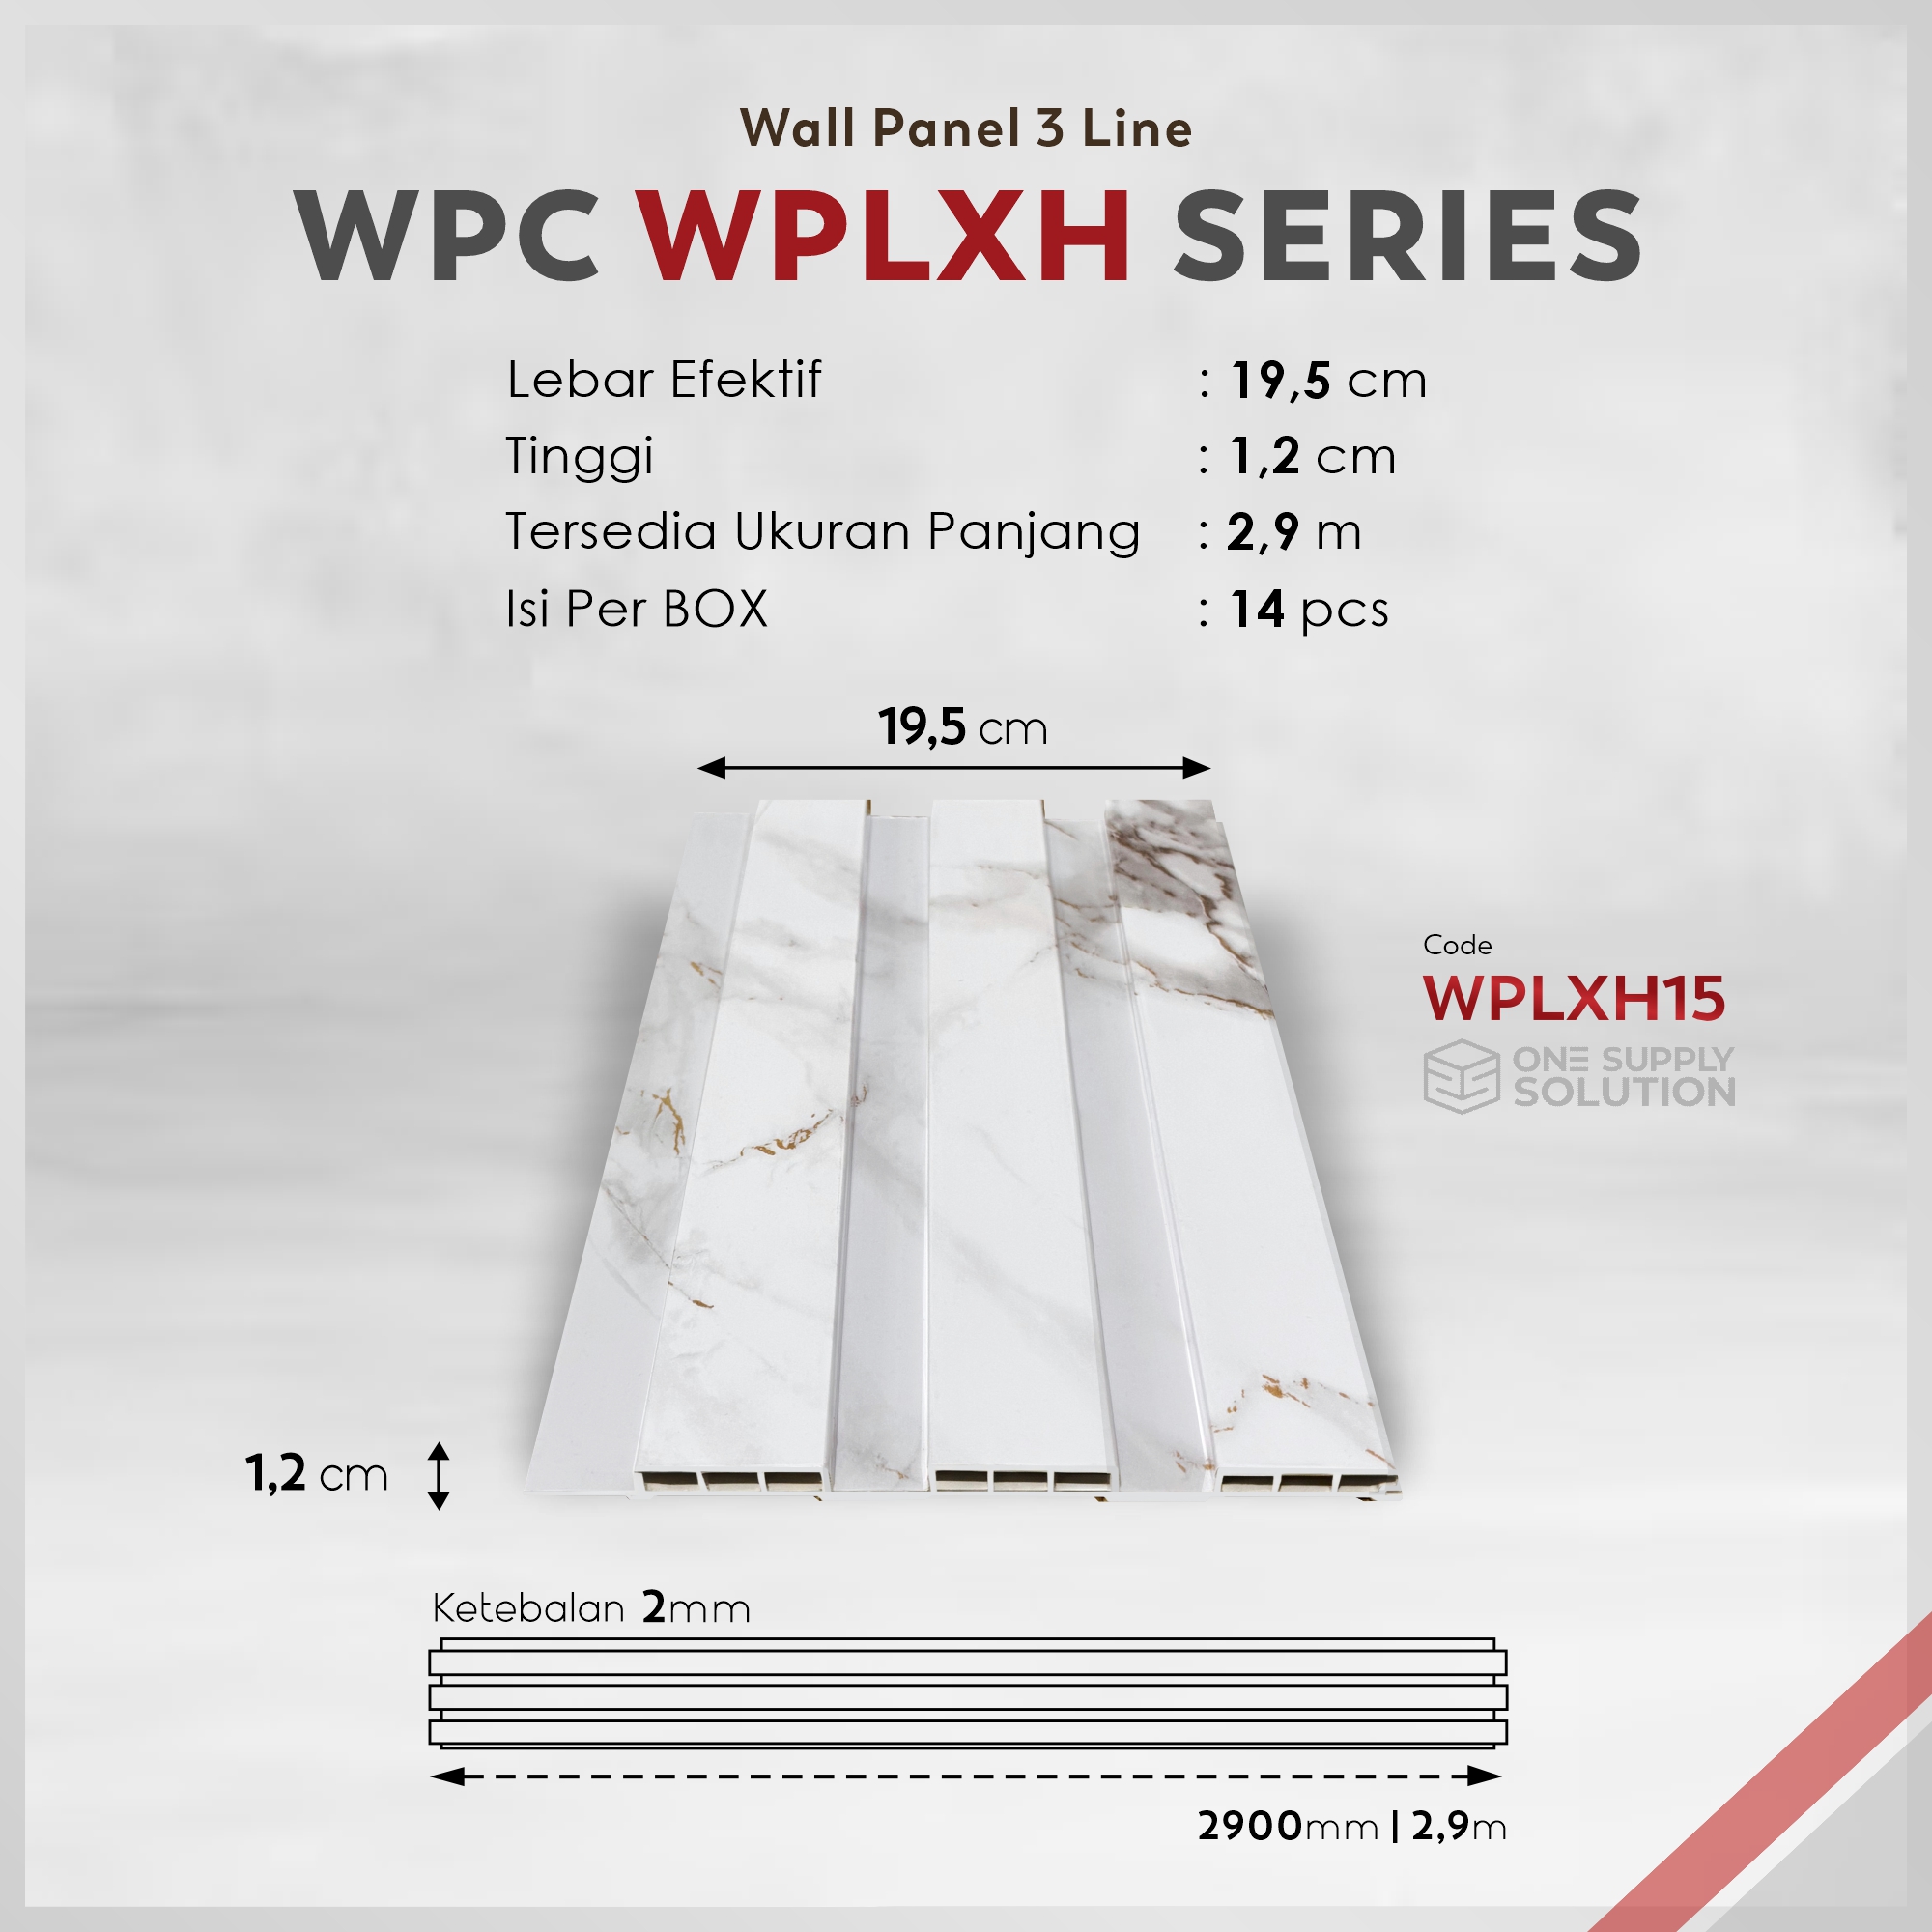 Wall Panel 3 Line
WPC WPLXH SERIES
Lebar Efektif : 19,5 cm
Tinggi : 1,2 cm
Tersedia Ukuran Panjang : 2,9 m
Isi Per BOX : 14 pcs
19,5 cm
Code
WPLXH15
ONE SUPPLY
SOLUTION
1,2 cm
Ketebalan 2mm
2900mm | 2,9m